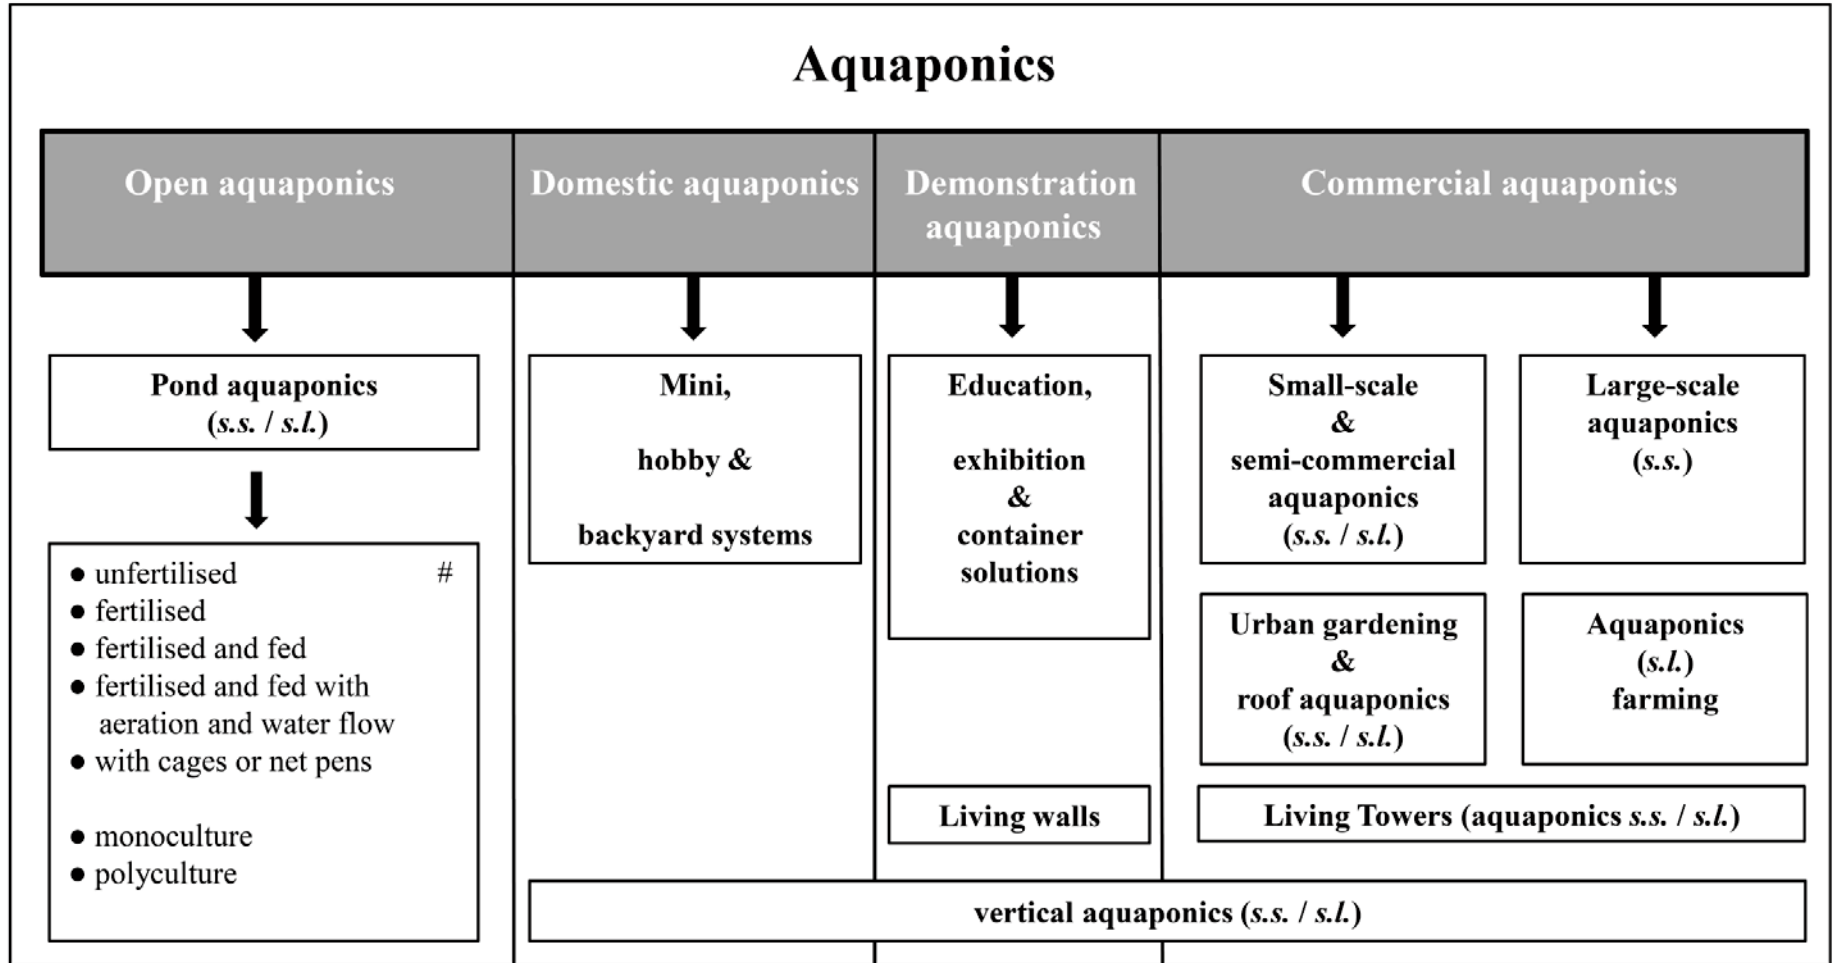 Aquaponics
Open aquaponics
Domestic aquaponics
Demonstration
aquaponics
Commercial aquaponics
Pond aquaponics
(s.s. / s.l.)
● unfertilised #
● fertilised
● fertilised and fed
● fertilised and fed with
aeration and water flow
● with cages or net pens
● monoculture
● polyculture
Mini,
hobby &
backyard systems
Education,
exhibition
&
container
solutions
Living walls
Small-scale
&
semi-commercial
aquaponics
(s.s. / s.l.)
Large-scale
aquaponics
(s.s.)
Urban gardening
&
roof aquaponics
(s.s. / s.l.)
Aquaponics
(s.l.)
farming
Living Towers (aquaponics s.s. / s.l.)
vertical aquaponics (s.s. / s.l.)